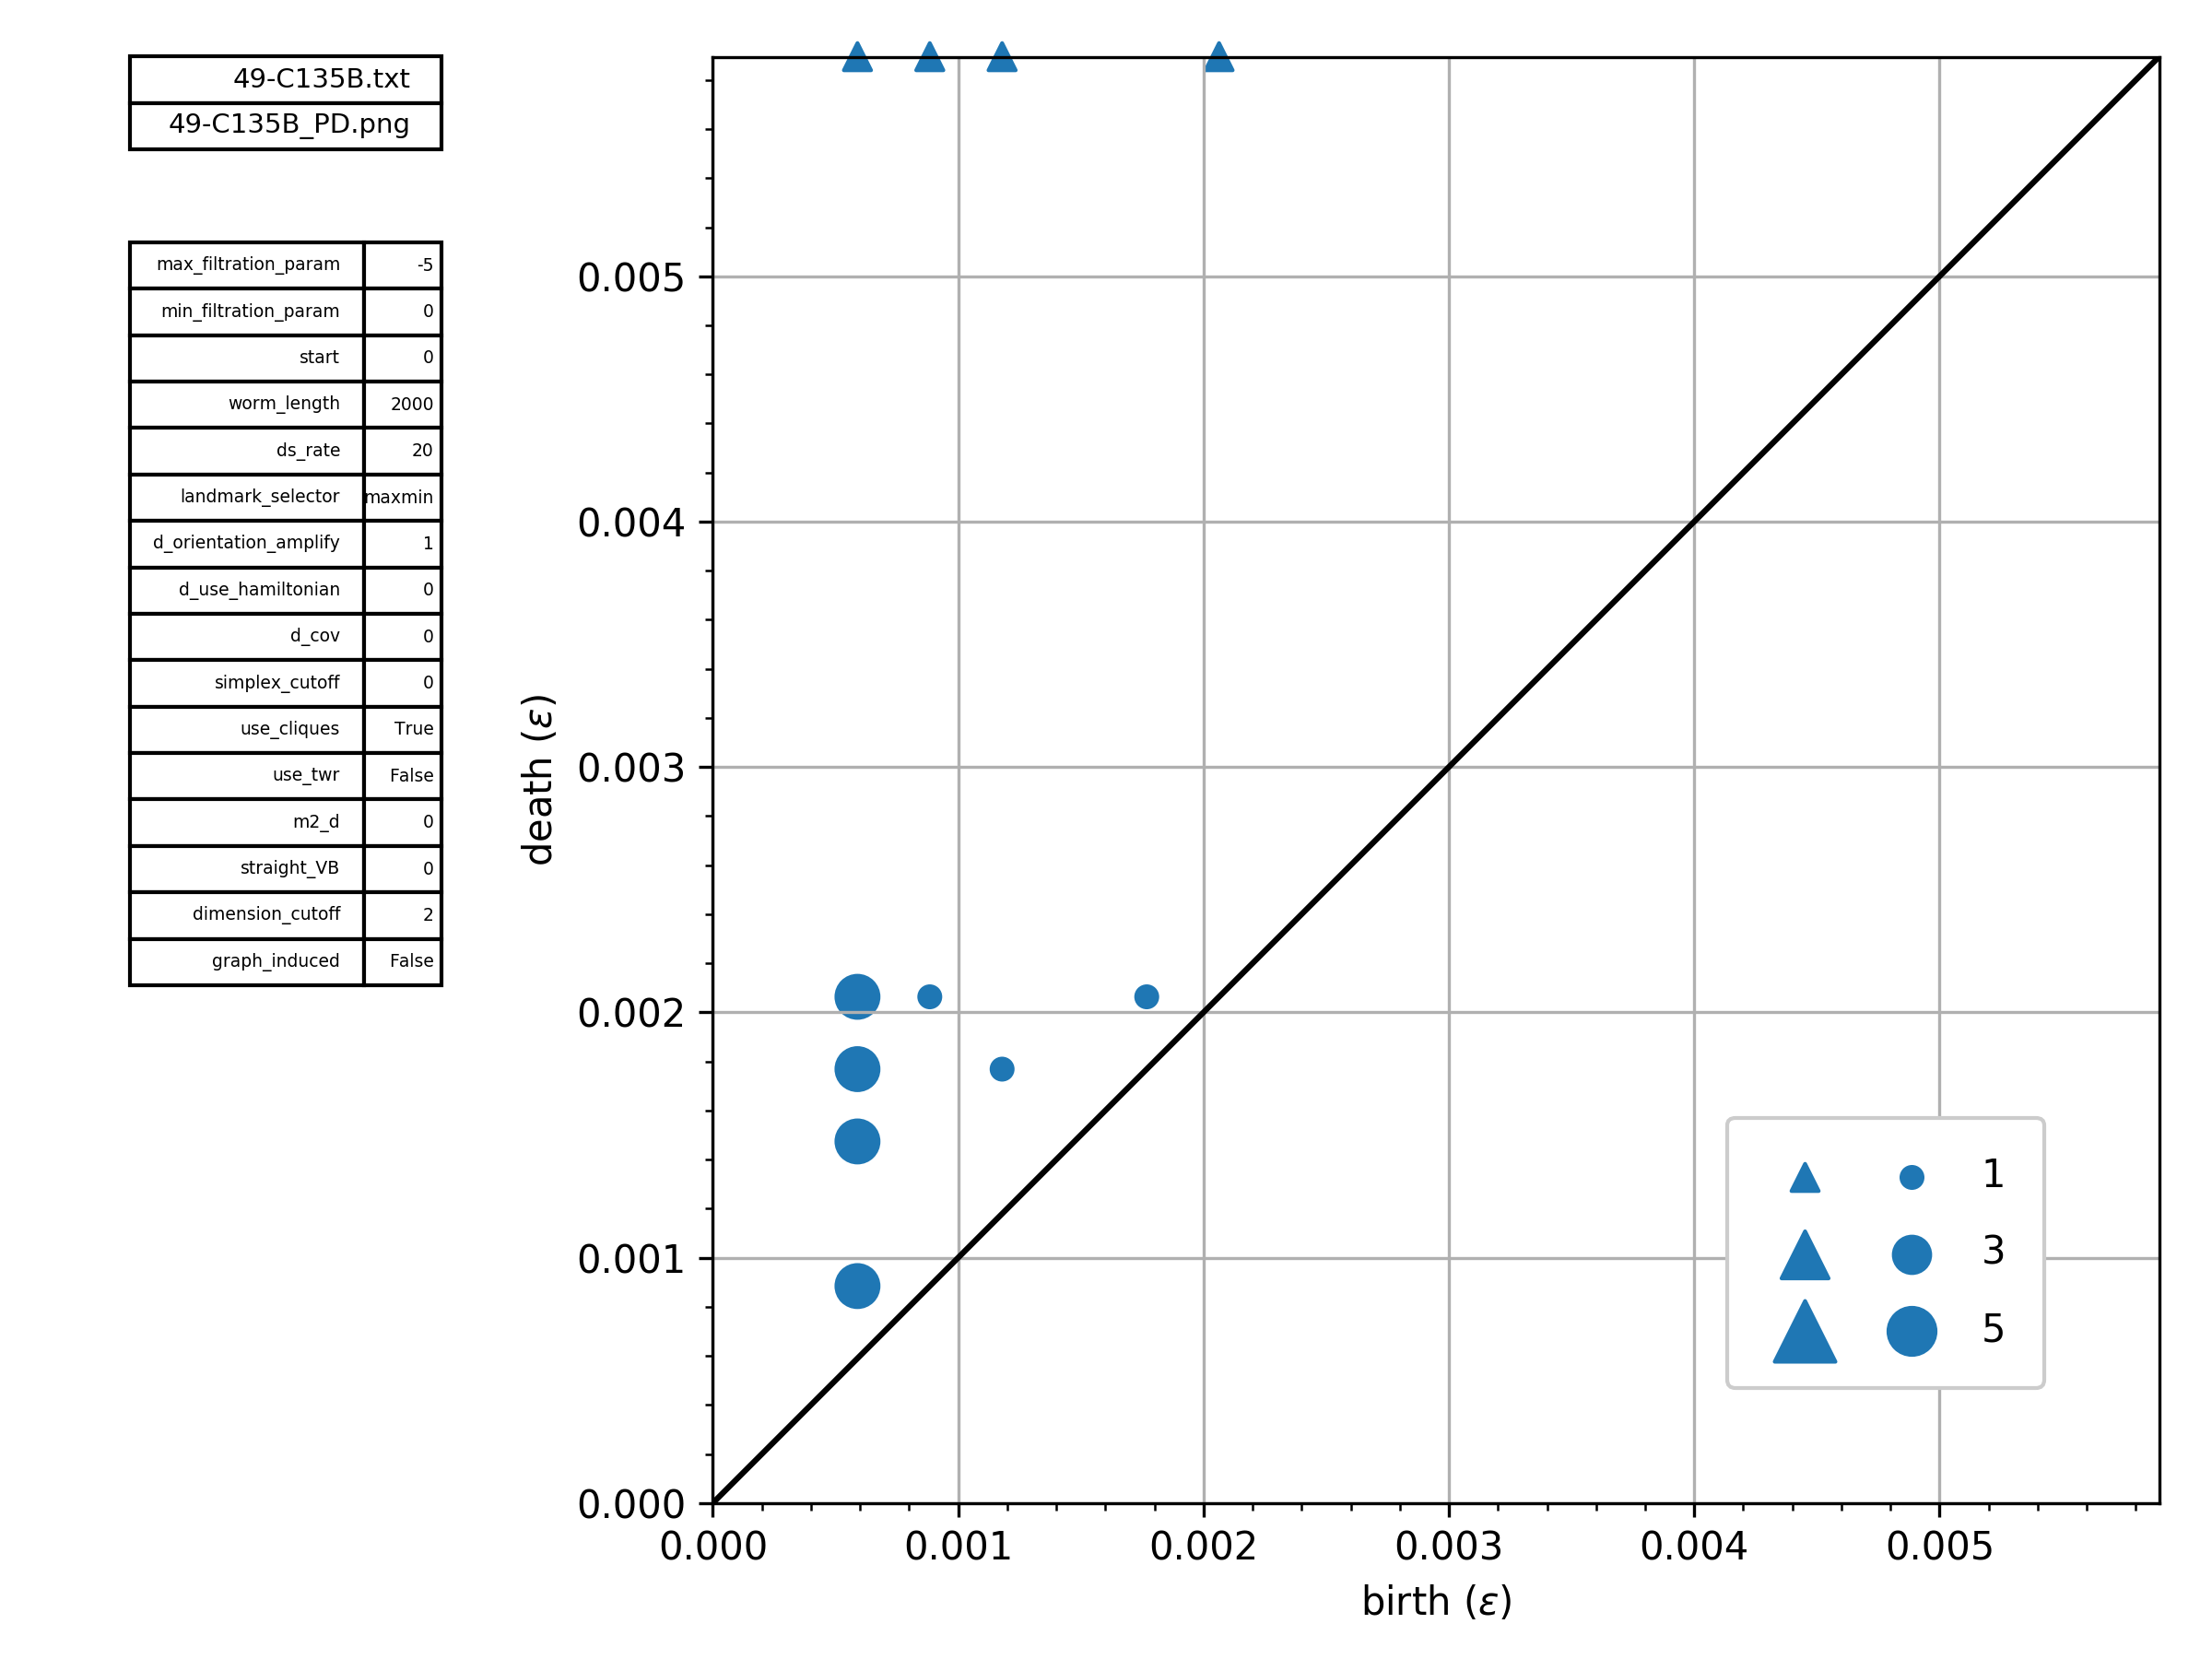 49-C135B.txt
49-C135B_PD.png
max_filtration_param -5
min_filtration_param 0
start 0
worm_length 2000
ds_rate 20
landmark_selector maxmin
d_orientation_amplify 1
d_use_hamiltonian 0
d_cov 0
simplex_cutoff 0
use_cliques True
use_twr False
m2_d 0
straight_VB 0
dimension_cutoff 2
graph_induced False
death (ε)
0.005
0.004
0.003
0.002
0.001
0.000
0.000 0.001 0.002 0.003 0.004 0.005
birth (ε)
1
3
5